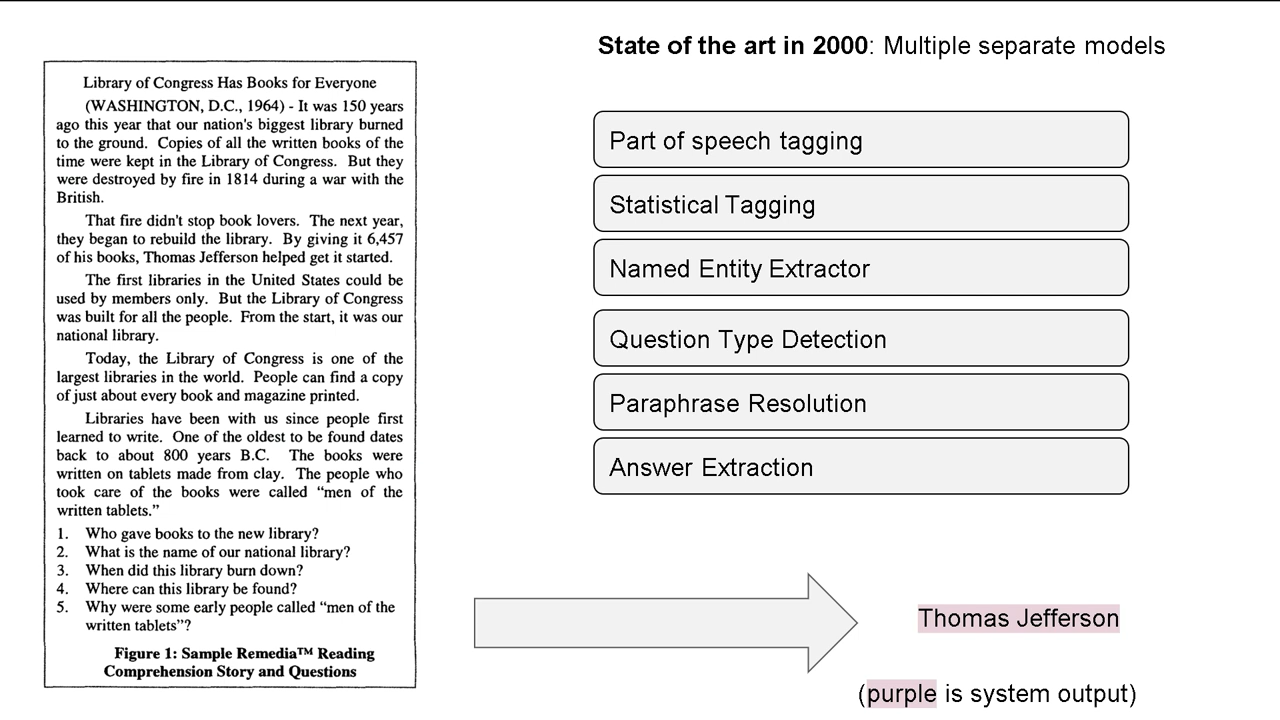 State of the art in 2000: Multiple separate models
Library of Congress Has Books for Everyone
(WASHINGTON, D.C., 1964) - It was 150 years
ago this year that our nation's biggest library burned
to the ground. Copies of all the written books of the
time were kept in the Library of Congress. But they
were destroyed by fire in 1814 during a war with the
British.
That fire didn't stop book lovers. The next year,
they began to rebuild the library. By giving it 6,457
of his books, Thomas Jefferson helped get it started.
The first libraries in the United States could be
used by members only. But the Library of Congress
was built for all the people. From the start, it was our
national library.
Today, the Library of Congress is one of the
largest libraries in the world. People can find a copy
of just about every book and magazine printed.
Libraries have been with us since people first
learned to write. One of the oldest to be found dates
back to about 800 years B.C. The books were
written on tablets made from clay. The people who
took care of the books were called “men of the
written tablets.”
1. Who gave books to the new library?
2. What is the name of our national library?
3. When did this library burn down?
4. Where can this library be found?
5. Why were some early people called “men of the
written tablets”?
Figure 1: Sample Remedia™ Reading
Comprehension Story and Questions
Part of speech tagging
Statistical Tagging
Named Entity Extractor
Question Type Detection
Paraphrase Resolution
Answer Extraction
Thomas Jefferson
(purple is system output)